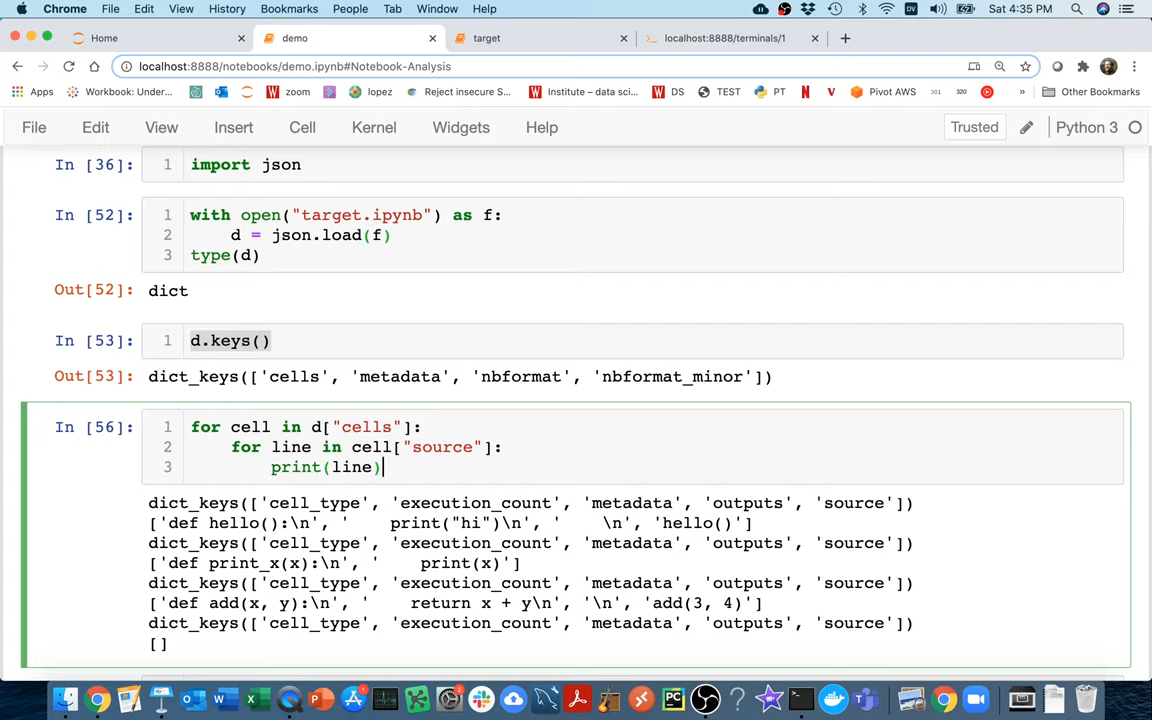 Chrome File Edit View History Bookmarks People Tab Window Help DV Sat 4:35 PM
Home demo target localhost:8888/terminals/1
localhost:8888/notebooks/demo.ipynb#Notebook-Analysis
Apps Workbook: Under... zoom lopez Reject insecure S... Institute – data sci... DS TEST PT Pivot AWS 101 320 » Other Bookmarks
File Edit View Insert Cell Kernel Widgets Help Trusted Python 3
In [36]: 1 import json
In [52]: 1 with open("target.ipynb") as f:
2 d = json.load(f)
3 type(d)
Out[52]: dict
In [53]: 1 d.keys()
Out[53]: dict_keys(['cells', 'metadata', 'nbformat', 'nbformat_minor'])
In [56]: 1 for cell in d["cells"]:
2 for line in cell["source"]:
3 print(line)
dict_keys(['cell_type', 'execution_count', 'metadata', 'outputs', 'source'])
['def hello():\n', '    print("hi")\n', '    \n', 'hello()']
dict_keys(['cell_type', 'execution_count', 'metadata', 'outputs', 'source'])
['def print_x(x):\n', '    print(x)']
dict_keys(['cell_type', 'execution_count', 'metadata', 'outputs', 'source'])
['def add(x, y):\n', '    return x + y\n', '\n', 'add(3, 4)']
dict_keys(['cell_type', 'execution_count', 'metadata', 'outputs', 'source'])
[]